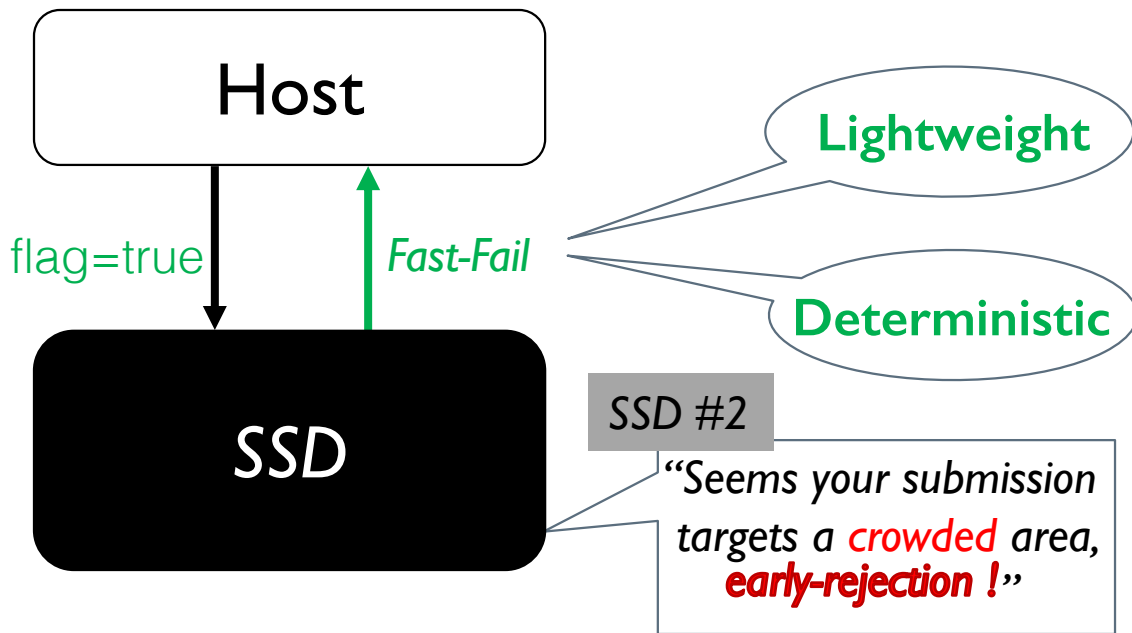 Host
Lightweight
flag=true
Fast-Fail
Deterministic
SSD
SSD #2
“Seems your submission
targets a crowded area,
early-rejection !”